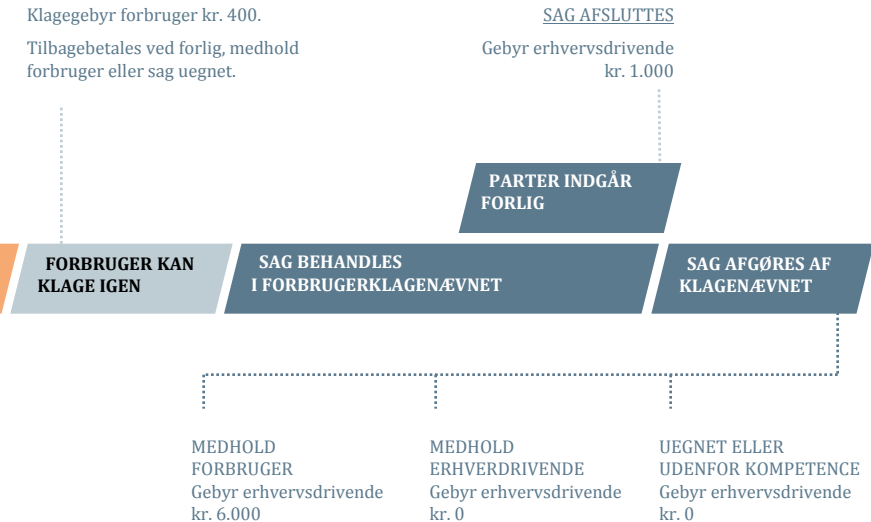 Klagegebyr forbruger kr. 400.
Tilbagebetales ved forlig, medhold
forbruger eller sag uegnet.
SAG AFSLUTTES
Gebyr erhvervsdrivende
kr. 1.000
PARTER INDGÅR
FORLIG
FORBRUGER KAN
KLAGE IGEN
SAG BEHANDLES
I FORBRUGERKLAGENÆVNET
SAG AFGØRES AF
KLAGENÆVNET
MEDHOLD
FORBRUGER
Gebyr erhvervsdrivende
kr. 6.000
MEDHOLD
ERHVERDRIVENDE
Gebyr erhvervsdrivende
kr. 0
UEGNET ELLER
UDENFOR KOMPETENCE
Gebyr erhvervsdrivende
kr. 0